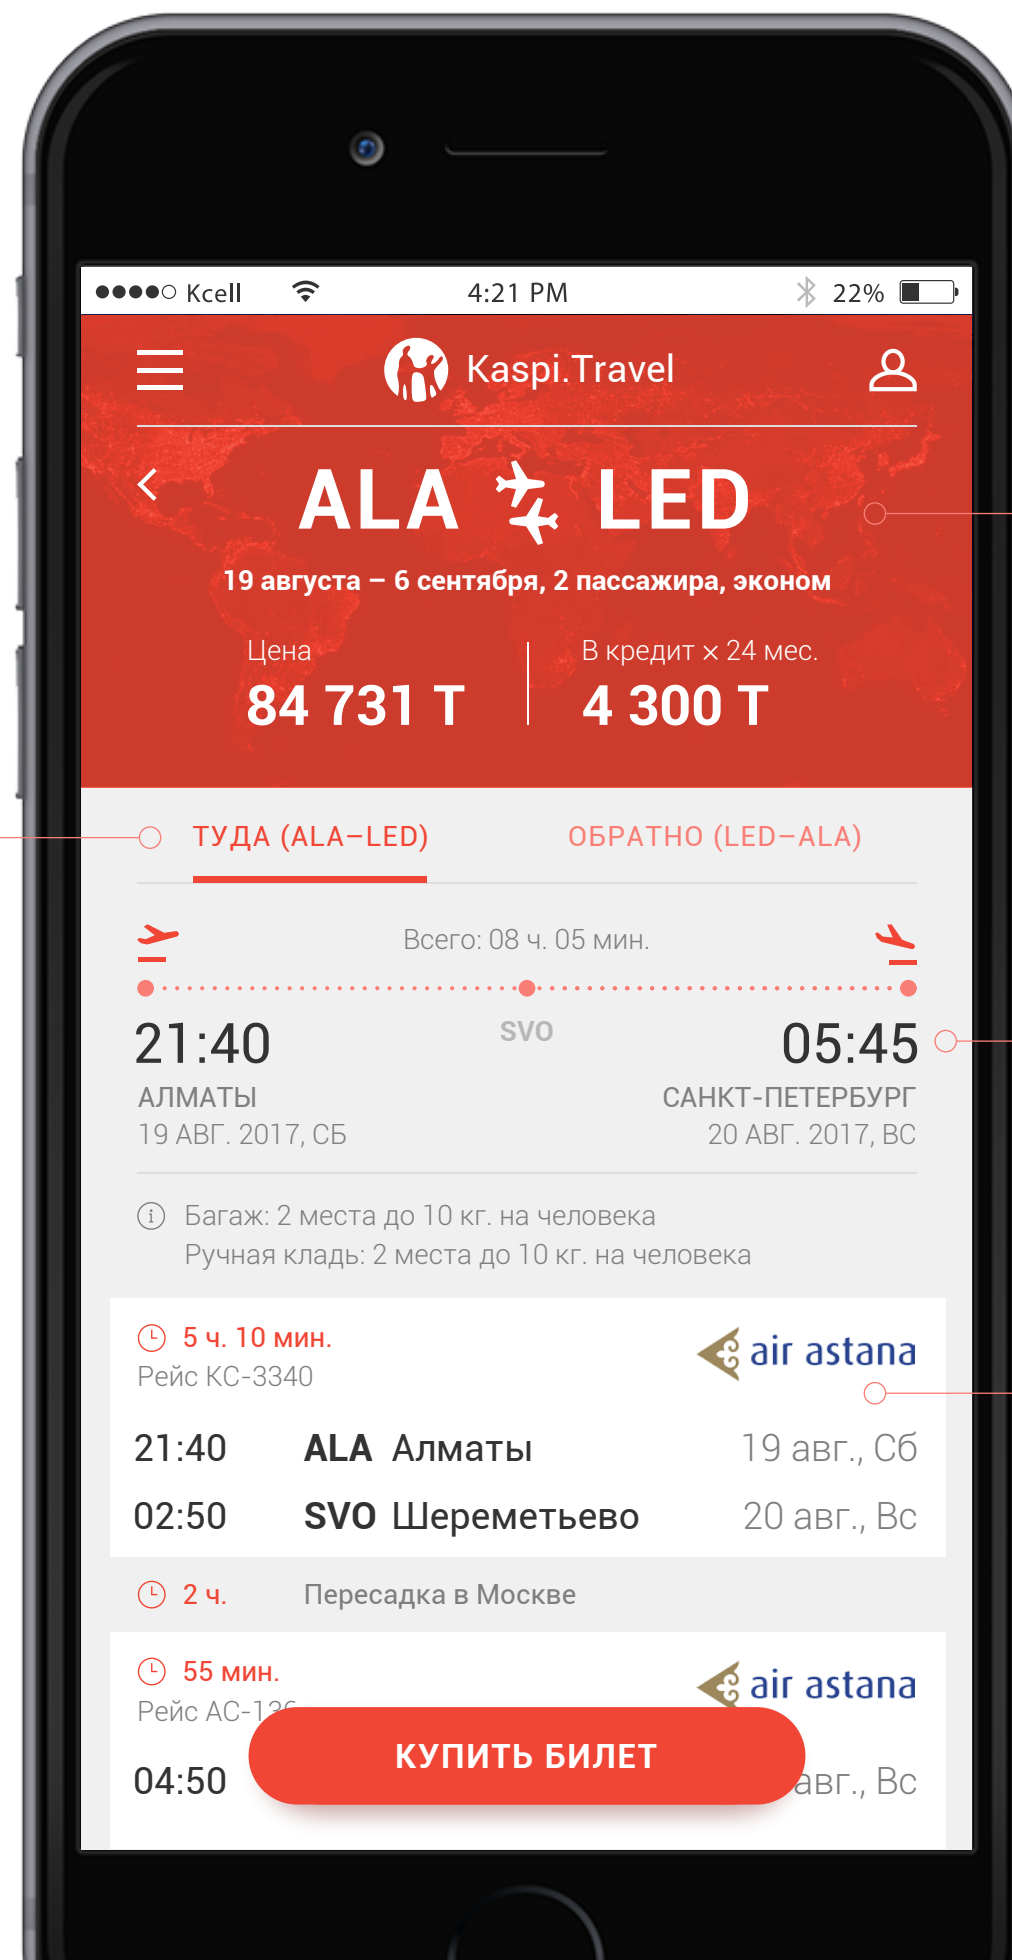 Kcell 4:21 PM 22%
Kaspi.Travel
ALA LED
19 августа – 6 сентября, 2 пассажира, эконом
Цена В кредит × 24 мес.
84 731 Т 4 300 Т
ТУДА (ALA–LED) ОБРАТНО (LED–ALA)
Всего: 08 ч. 05 мин.
SVO
21:40 05:45
АЛМАТЫ САНКТ-ПЕТЕРБУРГ
19 АВГ. 2017, СБ 20 АВГ. 2017, ВС
Багаж: 2 места до 10 кг. на человека
Ручная кладь: 2 места до 10 кг. на человека
5 ч. 10 мин. air astana
Рейс КС-3340
21:40 ALA Алматы 19 авг., Сб
02:50 SVO Шереметьево 20 авг., Вс
2 ч. Пересадка в Москве
55 мин. air astana
Рейс АС-13
КУПИТЬ БИЛЕТ
04:50 авг., Вс